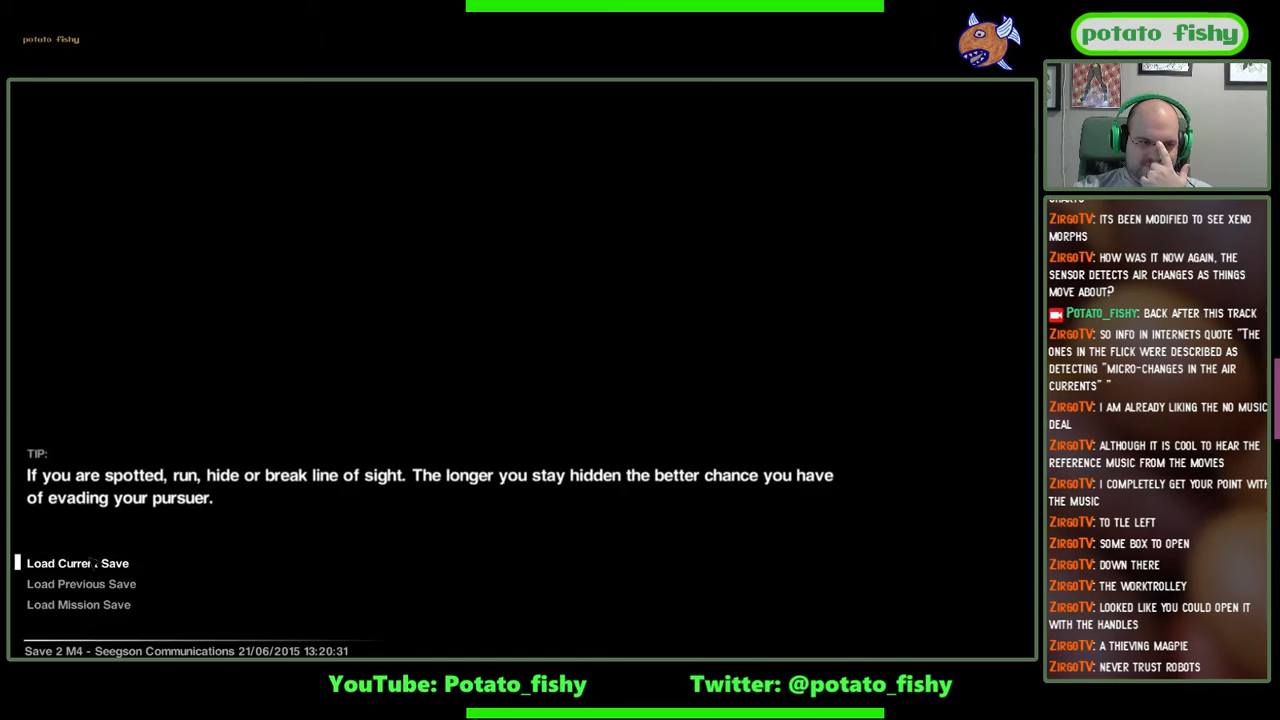 potato fishy
potato fishy
ZirgoTV: ITS BEEN MODIFIED TO SEE XENO
MORPHS
ZirgoTV: HOW WAS IT NOW AGAIN, THE
SENSOR DETECTS AIR CHANGES AS THINGS
MOVE ABOUT?
Potato_fishy: BACK AFTER THIS TRACK
ZirgoTV: SO INFO IN INTERNETS QUOTE "THE
ONES IN THE FLICK WERE DESCRIBED AS
DETECTING "MICRO-CHANGES IN THE AIR
CURRENTS" "
ZirgoTV: I AM ALREADY LIKING THE NO MUSIC
DEAL
ZirgoTV: ALTHOUGH IT IS COOL TO HEAR THE
REFERENCE MUSIC FROM THE MOVIES
ZirgoTV: I COMPLETELY GET YOUR POINT WITH
THE MUSIC
ZirgoTV: TO TLE LEFT
ZirgoTV: SOME BOX TO OPEN
ZirgoTV: DOWN THERE
ZirgoTV: THE WORKTROLLEY
ZirgoTV: LOOKED LIKE YOU COULD OPEN IT
WITH THE HANDLES
ZirgoTV: A THIEVING MAGPIE
ZirgoTV: NEVER TRUST ROBOTS
TIP:
If you are spotted, run, hide or break line of sight. The longer you stay hidden the better chance you have
of evading your pursuer.
Load Current Save
Load Previous Save
Load Mission Save
Save 2 M4 - Seegson Communications 21/06/2015 13:20:31
YouTube: Potato_fishy
Twitter: @potato_fishy